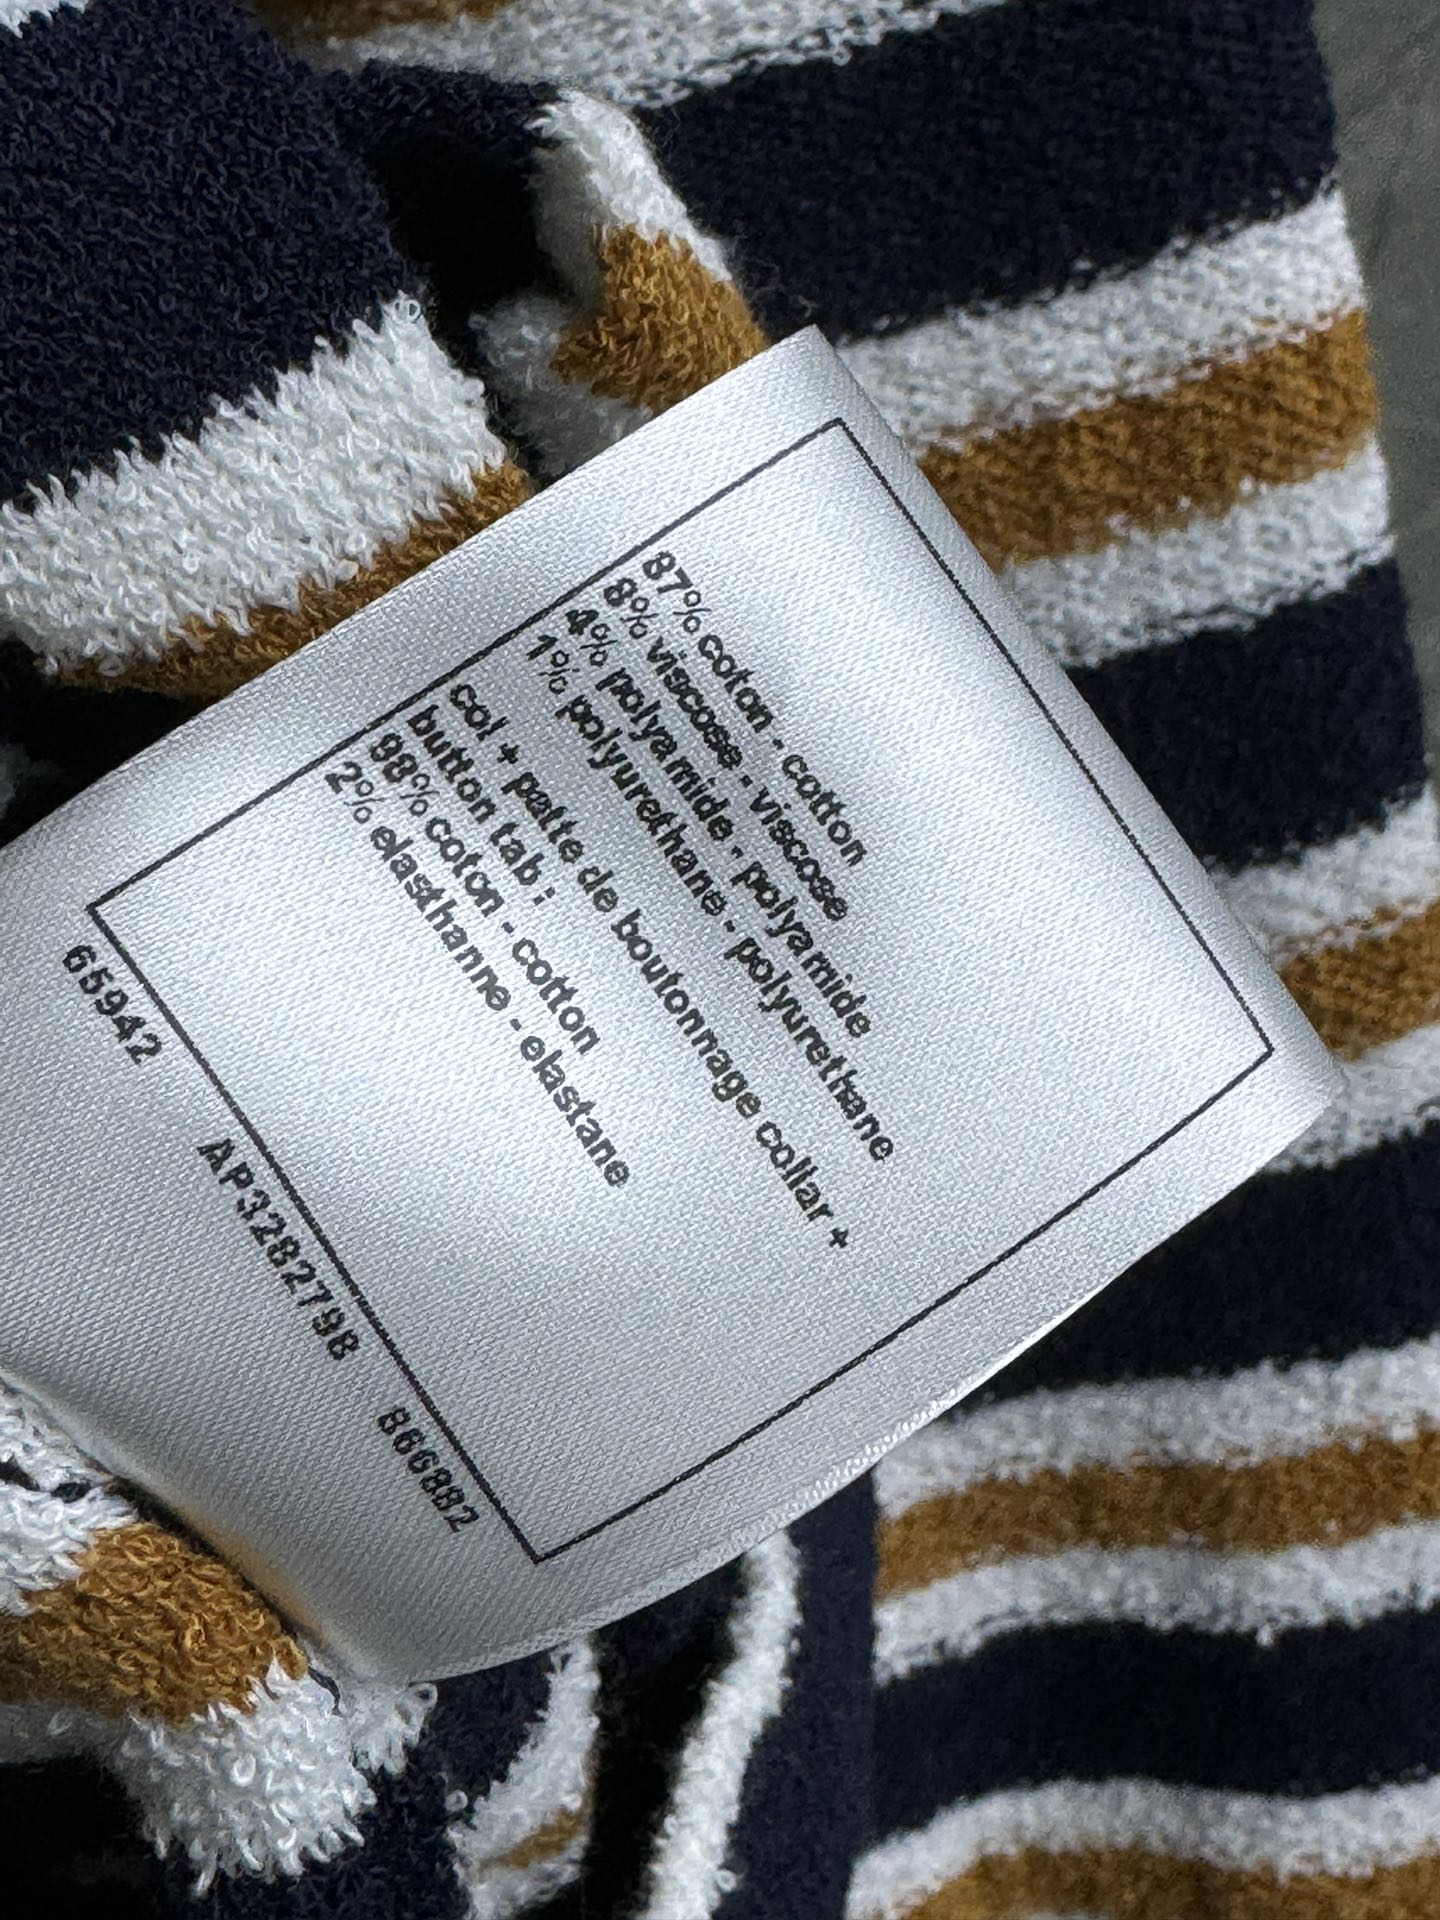 87% coton - cotton
8% viscose - viscose
4% polyamide - polyamide
1% polyurethane - polyurethane
col + patte de boutonnage collar +
button tab :
98% coton - cotton
2% elasthanne - elastane
65942 AP3282798 866882